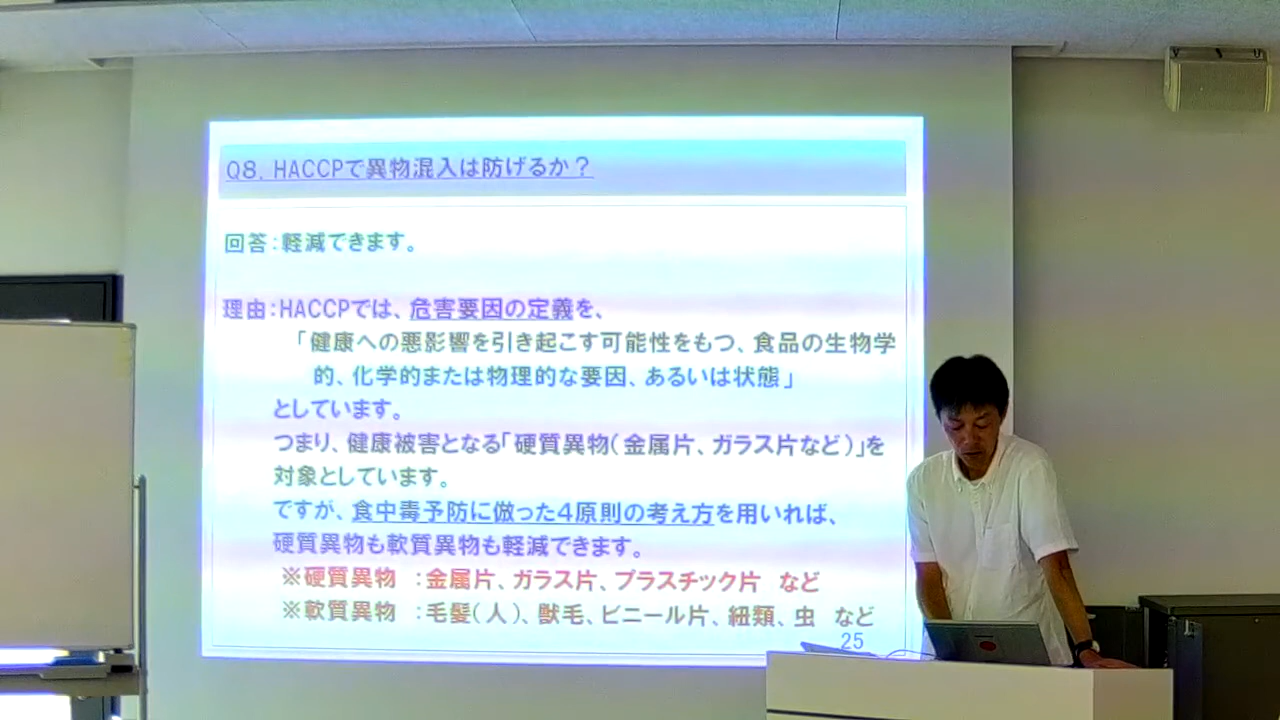 Q8. HACCPで異物混入は防げるか？
回答：軽減できます。
理由：HACCPでは、危害要因の定義を、
「健康への悪影響を引き起こす可能性をもつ、食品の生物学
的、化学的または物理的な要因、あるいは状態」
としています。
つまり、健康被害となる「硬質異物（金属片、ガラス片など）」を
対象としています。
ですが、食中毒予防に倣った４原則の考え方を用いれば、
硬質異物も軟質異物も軽減できます。
※硬質異物　：金属片、ガラス片、プラスチック片　など
※軟質異物　：毛髪（人）、獣毛、ビニール片、紐類、虫　など
25